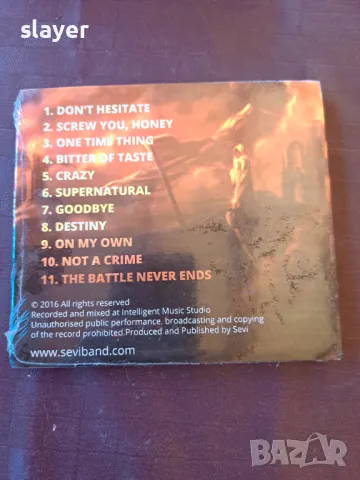 slayer
1. DON'T HESITATE
2. SCREW YOU, HONEY
3. ONE TIME THING
4. BITTER OF TASTE
5. CRAZY
6. SUPERNATURAL
7. GOODBYE
8. DESTINY
9. ON MY OWN
10. NOT A CRIME
11. THE BATTLE NEVER ENDS
© 2016 All rights reserved
Recorded and mixed at Intelligent Music Studio
Unauthorised public performance, broadcasting and copying
of the record prohibited.Produced and Published by Sevi
www.seviband.com
BAZAR